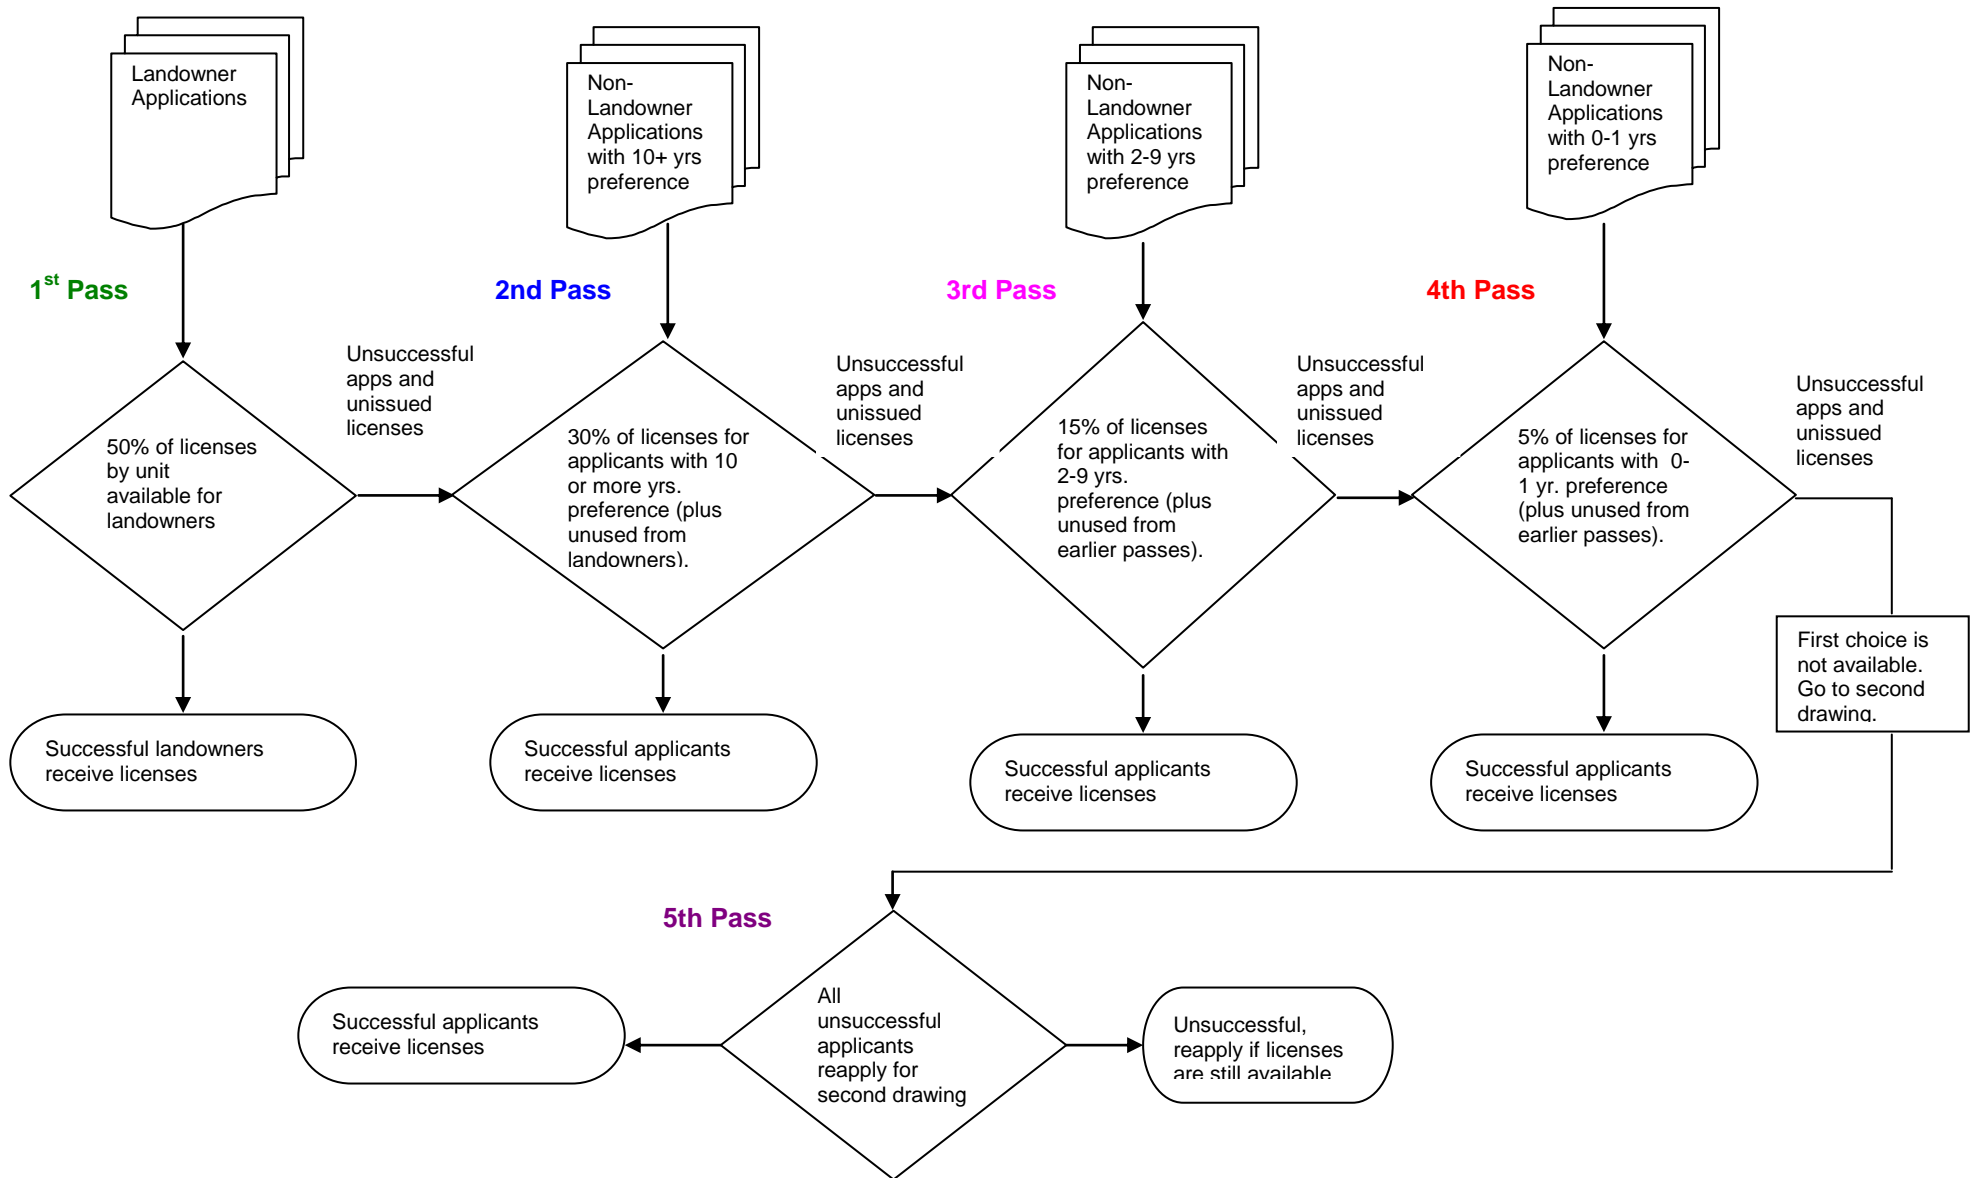 Landowner
Applications
Non-
Landowner
Applications
with 10+ yrs
preference
Non-
Landowner
Applications
with 2-9 yrs
preference
Non-
Landowner
Applications
with 0-1 yrs
preference
1st Pass
2nd Pass
3rd Pass
4th Pass
50% of licenses
by unit
available for
landowners
Unsuccessful
apps and
unissued
licenses
30% of licenses for
applicants with 10
or more yrs.
preference (plus
unused from
landowners).
Unsuccessful
apps and
unissued
licenses
15% of licenses
for applicants with
2-9 yrs.
preference (plus
unused from
earlier passes).
Unsuccessful
apps and
unissued
licenses
5% of licenses for
applicants with 0-
1 yr. preference
(plus unused from
earlier passes).
Unsuccessful
apps and
unissued
licenses
First choice is
not available.
Go to second
drawing.
Successful landowners
receive licenses
Successful applicants
receive licenses
Successful applicants
receive licenses
Successful applicants
receive licenses
5th Pass
Successful applicants
receive licenses
All
unsuccessful
applicants
reapply for
second drawing
Unsuccessful,
reapply if licenses
are still available